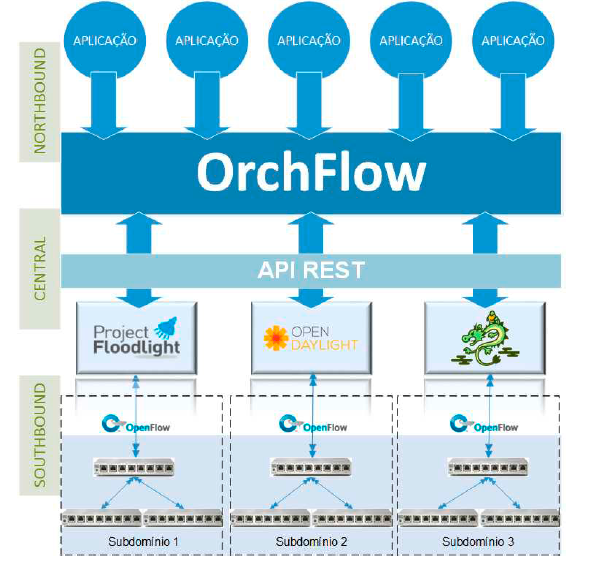 APLICAÇÃO APLICAÇÃO APLICAÇÃO APLICAÇÃO APLICAÇÃO
NORTHBOUND
OrchFlow
CENTRAL
API REST
Project
Floodlight
OPEN
DAYLIGHT
SOUTHBOUND
OpenFlow OpenFlow OpenFlow
Subdomínio 1 Subdomínio 2 Subdomínio 3